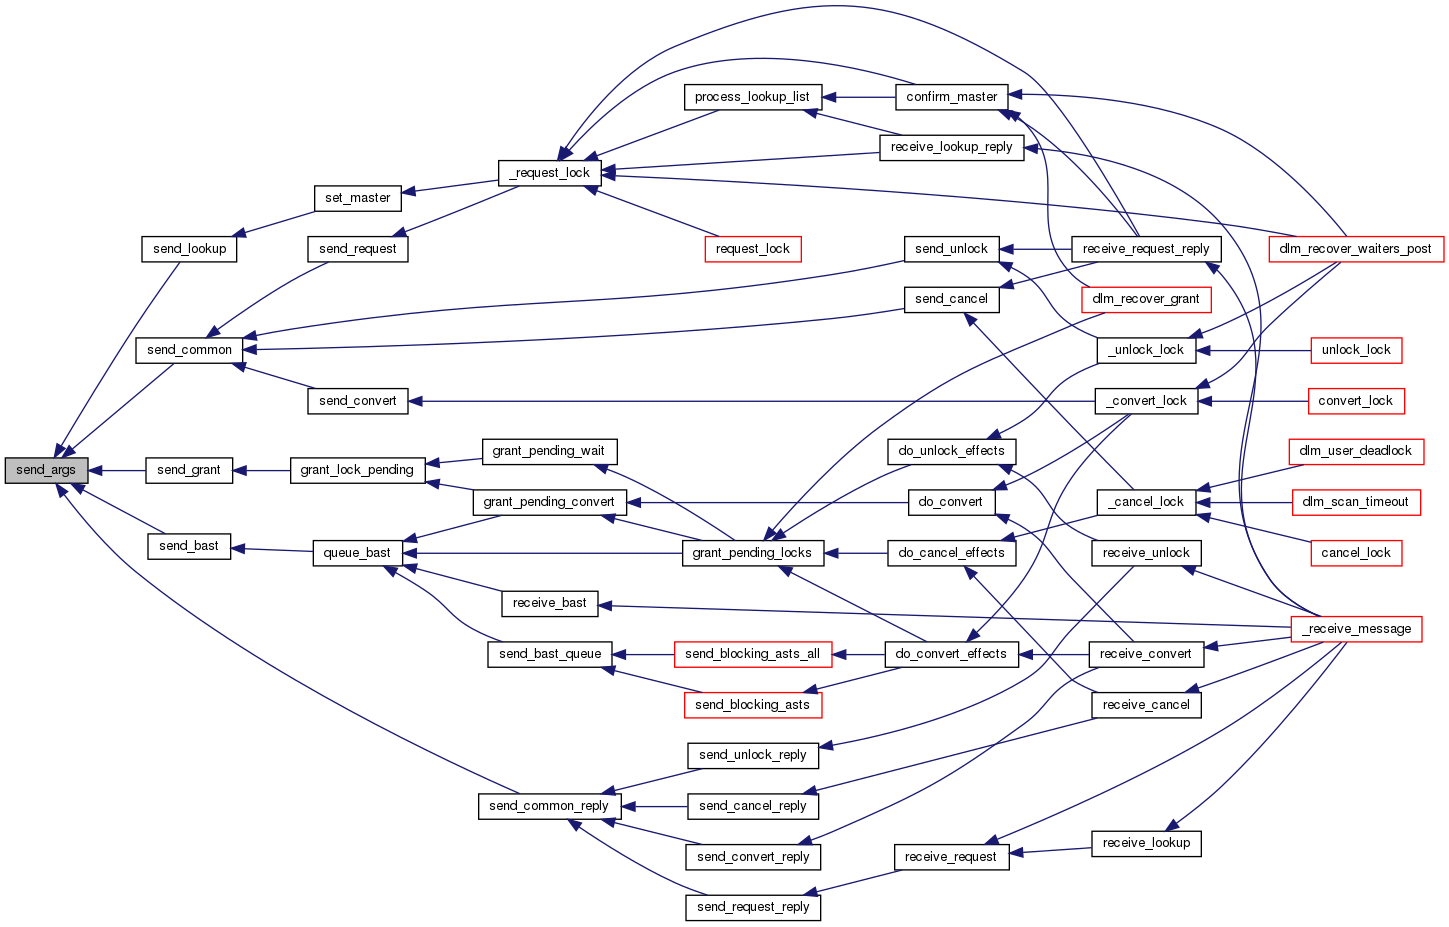 send_args
send_lookup
send_common
send_grant
send_bast
set_master
send_request
send_convert
grant_lock_pending
queue_bast
_request_lock
grant_pending_wait
grant_pending_convert
receive_bast
send_bast_queue
send_common_reply
process_lookup_list
request_lock
grant_pending_locks
send_blocking_asts_all
send_blocking_asts
send_unlock_reply
send_cancel_reply
send_convert_reply
send_request_reply
confirm_master
receive_lookup_reply
send_unlock
send_cancel
do_unlock_effects
do_convert
do_cancel_effects
do_convert_effects
receive_request
receive_request_reply
dlm_recover_grant
_unlock_lock
_convert_lock
_cancel_lock
receive_unlock
receive_convert
receive_cancel
receive_lookup
dlm_recover_waiters_post
unlock_lock
convert_lock
dlm_user_deadlock
dlm_scan_timeout
cancel_lock
_receive_message